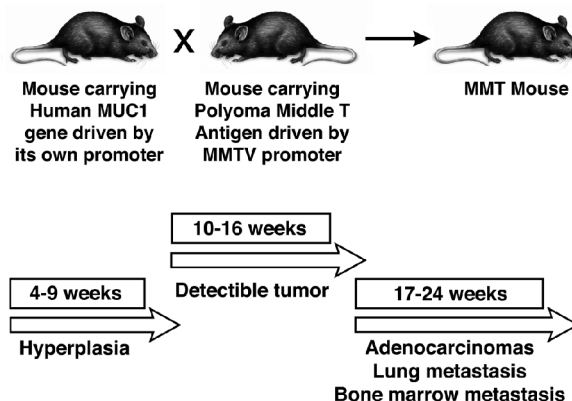 X
Mouse carrying
Human MUC1
gene driven by
its own promoter
Mouse carrying
Polyoma Middle T
Antigen driven by
MMTV promoter
MMT Mouse
10-16 weeks
Detectible tumor
4-9 weeks
Hyperplasia
17-24 weeks
Adenocarcinomas
Lung metastasis
Bone marrow metastasis